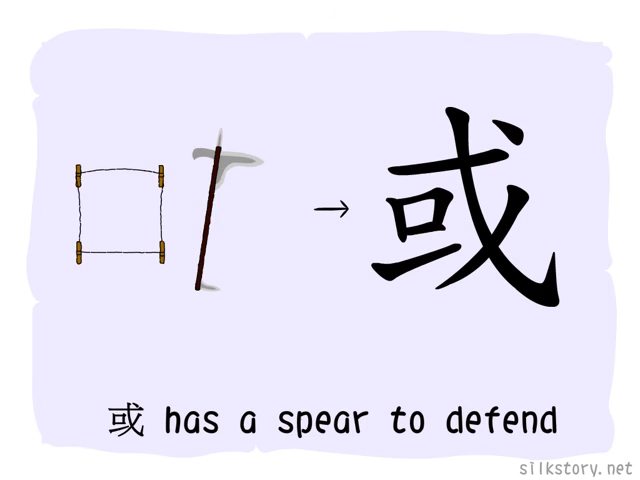 → 或
或 has a spear to defend
silkstory.net